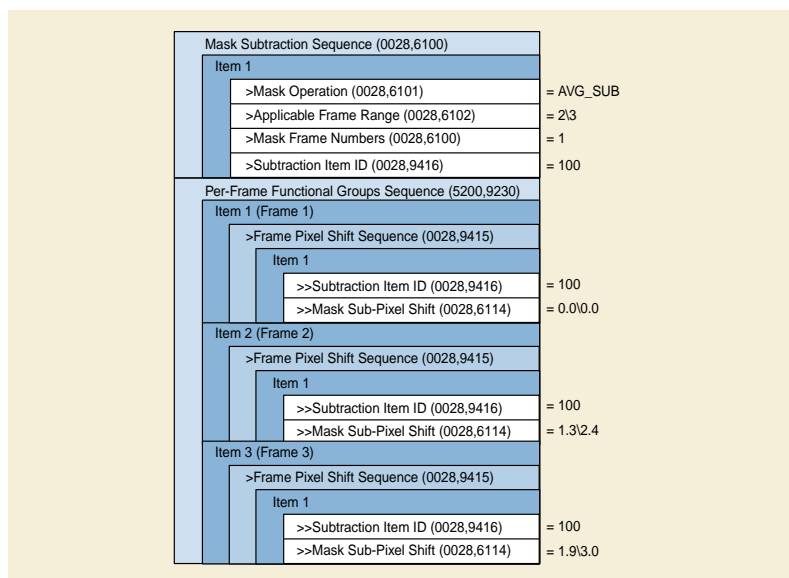 Mask Subtraction Sequence (0028,6100)
Item 1
>Mask Operation (0028,6101) = AVG_SUB
>Applicable Frame Range (0028,6102) = 2\3
>Mask Frame Numbers (0028,6100) = 1
>Subtraction Item ID (0028,9416) = 100
Per-Frame Functional Groups Sequence (5200,9230)
Item 1 (Frame 1)
>Frame Pixel Shift Sequence (0028,9415)
Item 1
>>Subtraction Item ID (0028,9416) = 100
>>Mask Sub-Pixel Shift (0028,6114) = 0.0\0.0
Item 2 (Frame 2)
>Frame Pixel Shift Sequence (0028,9415)
Item 1
>>Subtraction Item ID (0028,9416) = 100
>>Mask Sub-Pixel Shift (0028,6114) = 1.3\2.4
Item 3 (Frame 3)
>Frame Pixel Shift Sequence (0028,9415)
Item 1
>>Subtraction Item ID (0028,9416) = 100
>>Mask Sub-Pixel Shift (0028,6114) = 1.9\3.0